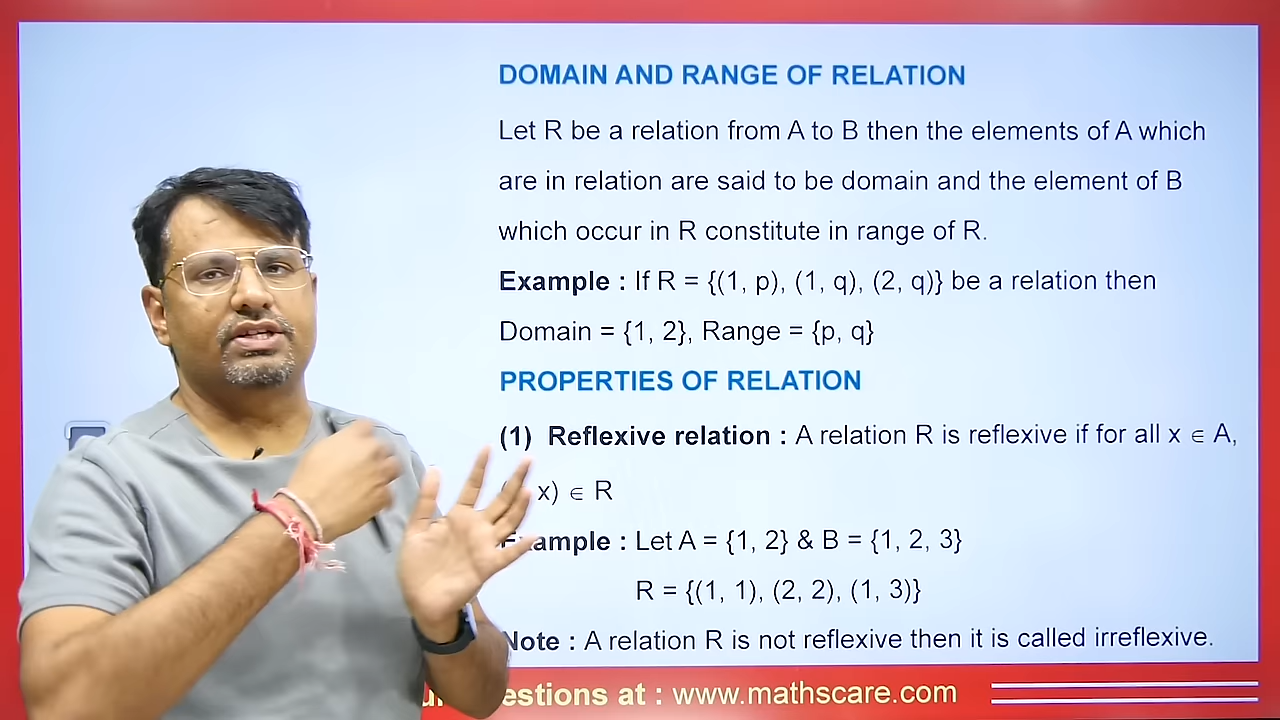 DOMAIN AND RANGE OF RELATION
Let R be a relation from A to B then the elements of A which
are in relation are said to be domain and the element of B
which occur in R constitute in range of R.
Example : If R = {(1, p), (1, q), (2, q)} be a relation then
Domain = {1, 2}, Range = {p, q}
PROPERTIES OF RELATION
(1) Reflexive relation : A relation R is reflexive if for all x ∈ A,
x) ∈ R
Example : Let A = {1, 2} & B = {1, 2, 3}
R = {(1, 1), (2, 2), (1, 3)}
Note : A relation R is not reflexive then it is called irreflexive.
at : www.mathscare.com